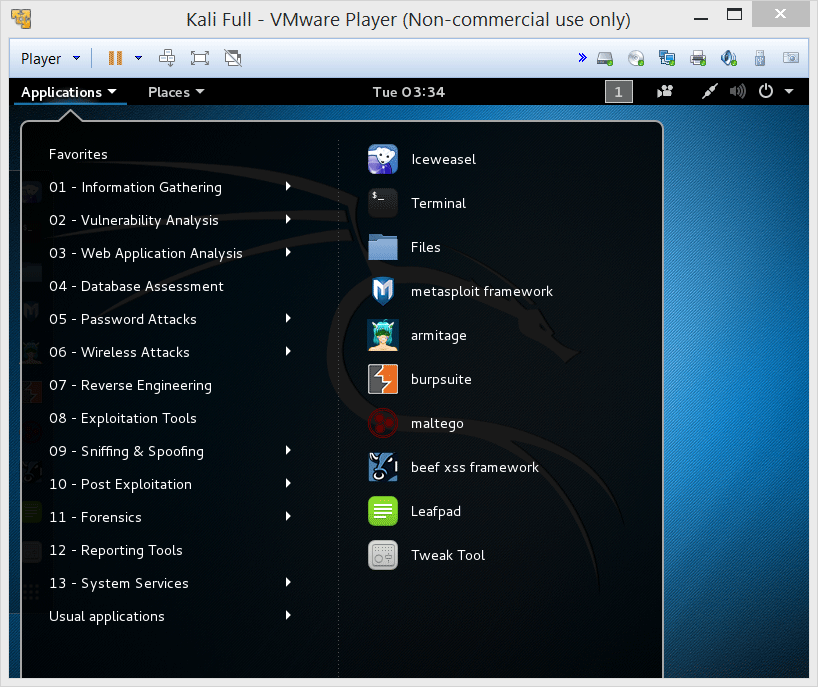 Kali Full - VMware Player (Non-commercial use only)
Player
Applications Places Tue 03:34 1
Favorites
01 - Information Gathering
02 - Vulnerability Analysis
03 - Web Application Analysis
04 - Database Assessment
05 - Password Attacks
06 - Wireless Attacks
07 - Reverse Engineering
08 - Exploitation Tools
09 - Sniffing & Spoofing
10 - Post Exploitation
11 - Forensics
12 - Reporting Tools
13 - System Services
Usual applications
Iceweasel
Terminal
Files
metasploit framework
armitage
burpsuite
maltego
beef xss framework
Leafpad
Tweak Tool